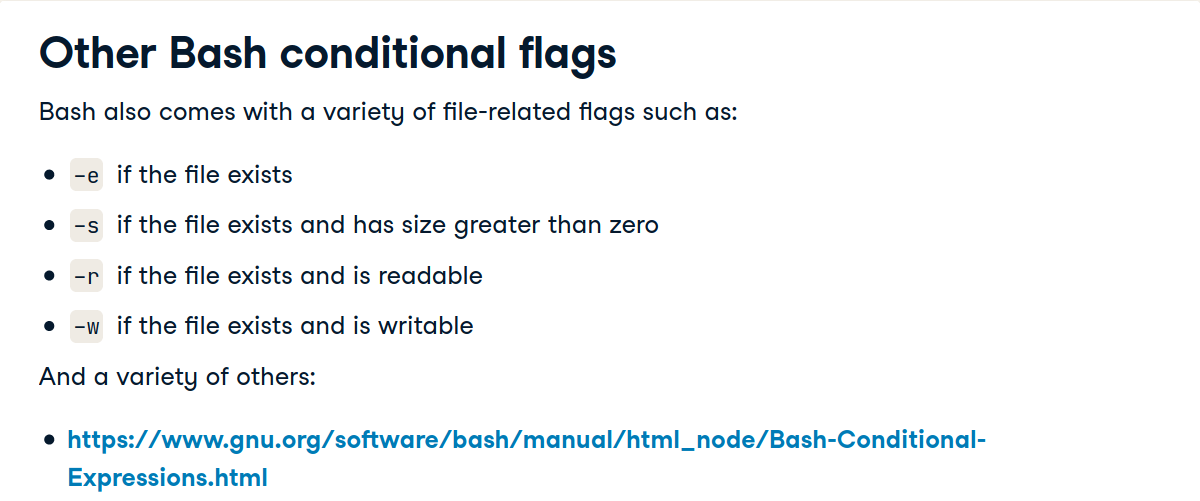 Other Bash conditional flags
Bash also comes with a variety of file-related flags such as:
• -e if the file exists
• -s if the file exists and has size greater than zero
• -r if the file exists and is readable
• -w if the file exists and is writable
And a variety of others:
• https://www.gnu.org/software/bash/manual/html_node/Bash-Conditional-
Expressions.html